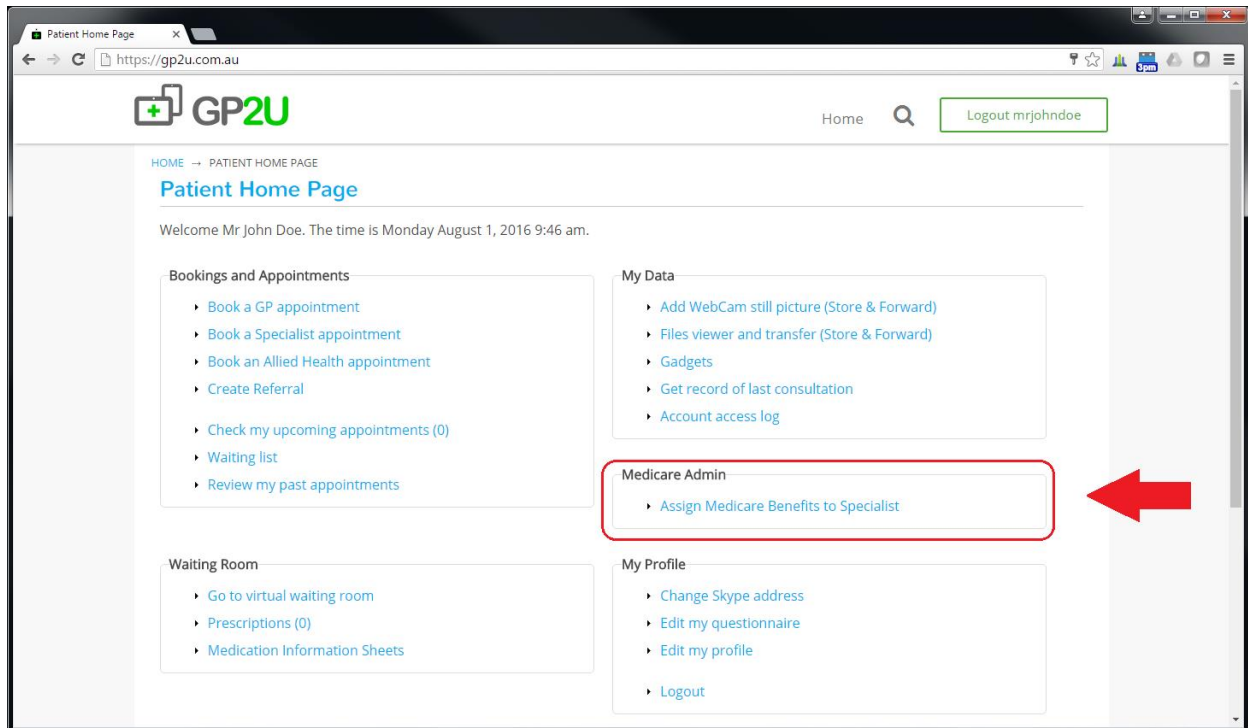 Patient Home Page
https://gp2u.com.au
3pm
GP2U
Home
Logout mrjohndoe
HOME → PATIENT HOME PAGE
Patient Home Page
Welcome Mr John Doe. The time is Monday August 1, 2016 9:46 am.
Bookings and Appointments
Book a GP appointment
Book a Specialist appointment
Book an Allied Health appointment
Create Referral
Check my upcoming appointments (0)
Waiting list
Review my past appointments
My Data
Add WebCam still picture (Store & Forward)
Files viewer and transfer (Store & Forward)
Gadgets
Get record of last consultation
Account access log
Medicare Admin
Assign Medicare Benefits to Specialist
Waiting Room
Go to virtual waiting room
Prescriptions (0)
Medication Information Sheets
My Profile
Change Skype address
Edit my questionnaire
Edit my profile
Logout